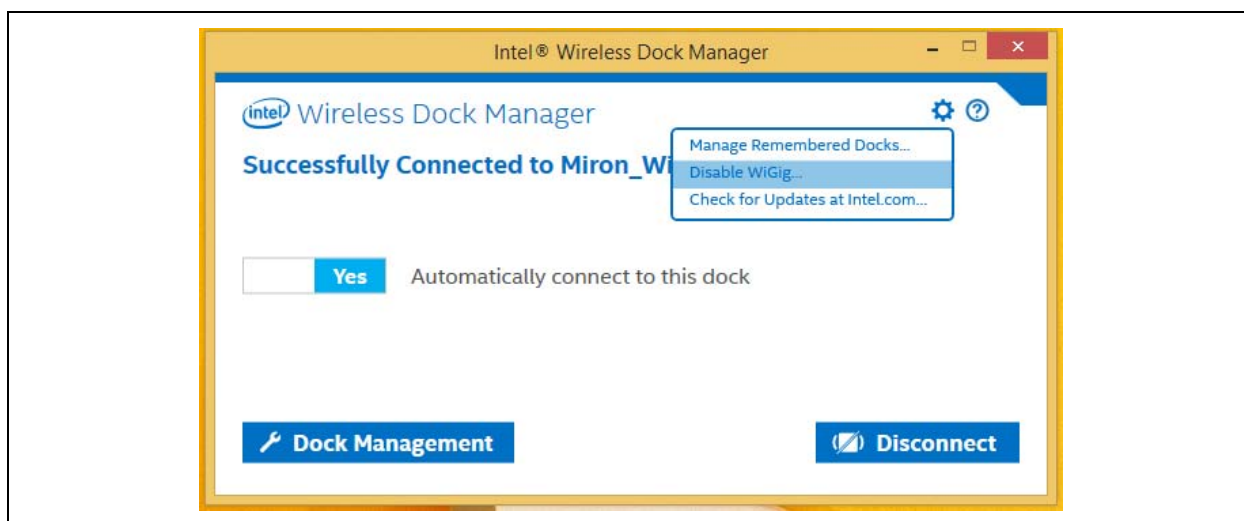 Intel® Wireless Dock Manager
intel Wireless Dock Manager
Successfully Connected to Miron_Wi
Manage Remembered Docks...
Disable WiGig...
Check for Updates at Intel.com...
Yes Automatically connect to this dock
Dock Management
Disconnect